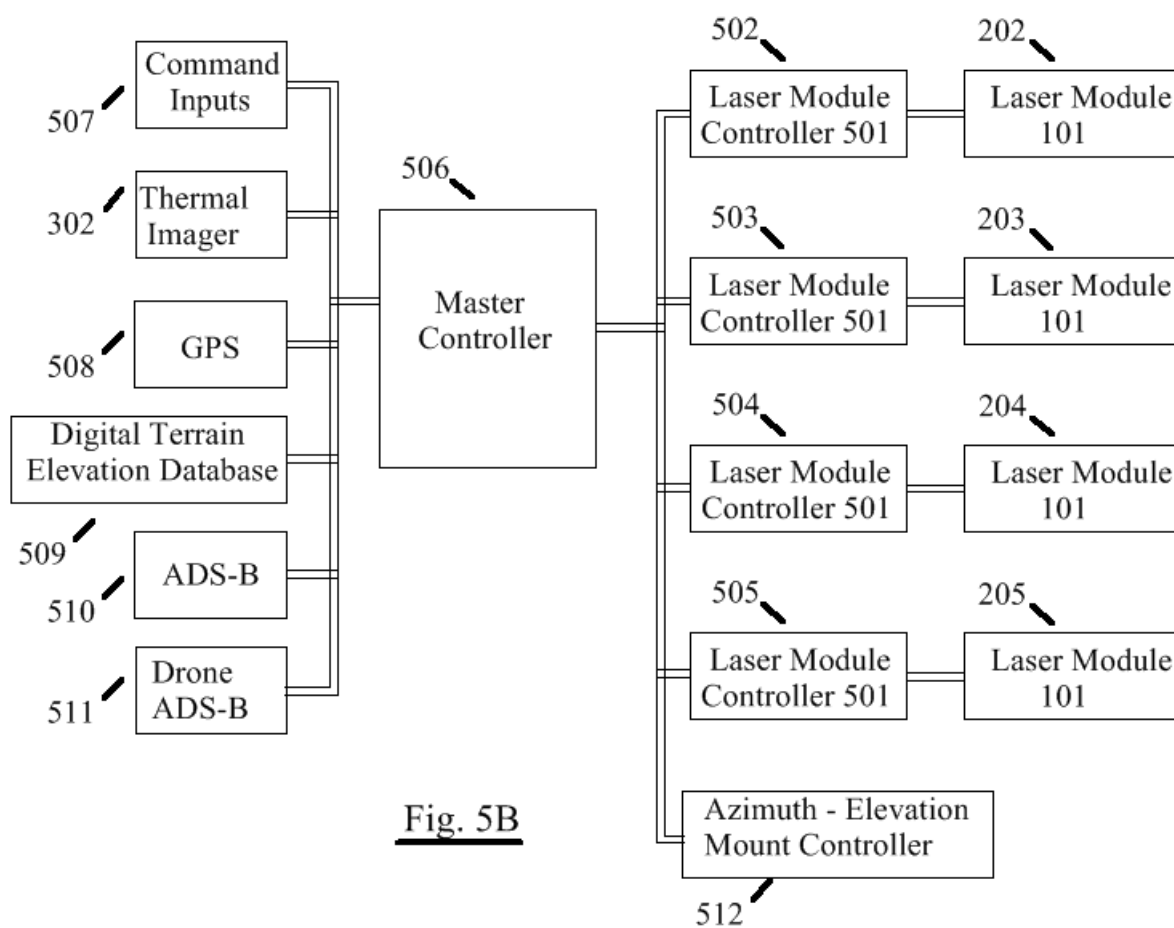 Command
Inputs
507
Thermal
Imager
302
GPS
508
Digital Terrain
Elevation Database
509
ADS-B
510
Drone
ADS-B
511
506
Master
Controller
502
Laser Module
Controller 501
202
Laser Module
101
503
Laser Module
Controller 501
203
Laser Module
101
504
Laser Module
Controller 501
204
Laser Module
101
505
Laser Module
Controller 501
205
Laser Module
101
Azimuth - Elevation
Mount Controller
512
Fig. 5B